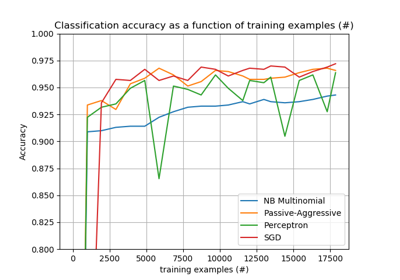 Classification accuracy as a function of training examples (#)
1.000
0.975
0.950
0.925
0.900
0.875
0.850
0.825
0.800
Accuracy
NB Multinomial
Passive-Aggressive
Perceptron
SGD
0 2500 5000 7500 10000 12500 15000 17500
training examples (#)